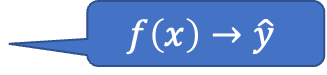 f(x) → ŷ